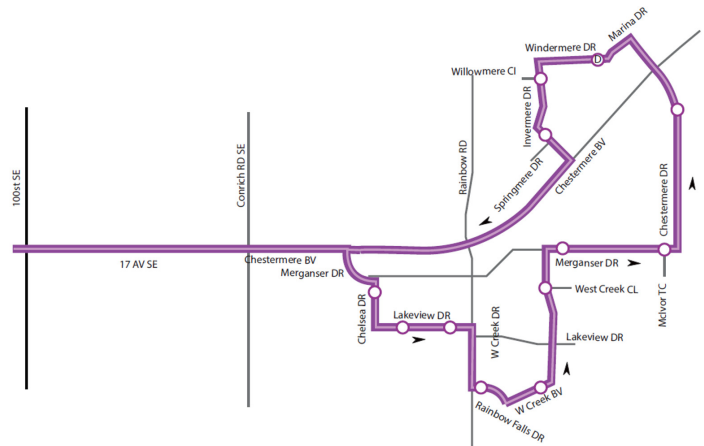 Marina DR
Windermere DR
D
Willowmere Cl
Invermere DR
Rainbow RD
Springmere DR
Chestermere BV
Chestermere DR
100st SE
Conrich RD SE
17 AV SE
Chestermere BV
Merganser DR
Merganser DR
West Creek CL
McIvor TC
Chelsea DR
Lakeview DR
W Creek DR
Lakeview DR
W Creek BV
Rainbow Falls DR